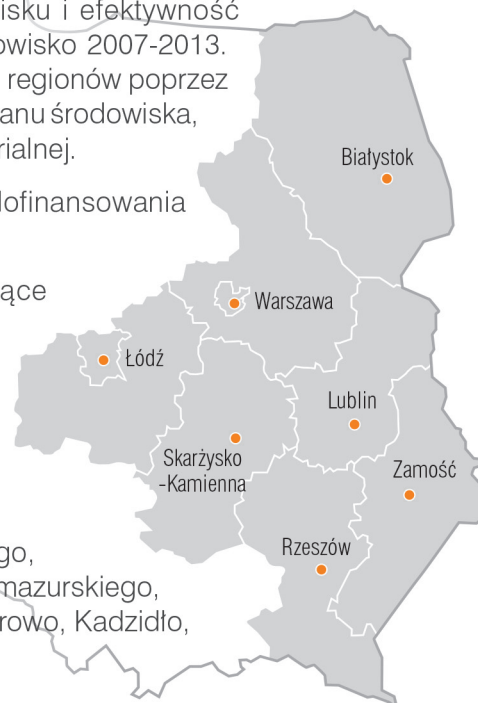 isku i efektywność
owisko 2007-2013.
regionów poprzez
anu środowiska,
rialnej.
dofinansowania
ące
go,
mazurskiego,
rowo, Kadzidło,
Białystok
Warszawa
Łódź
Lublin
Skarżysko
-Kamienna
Zamość
Rzeszów